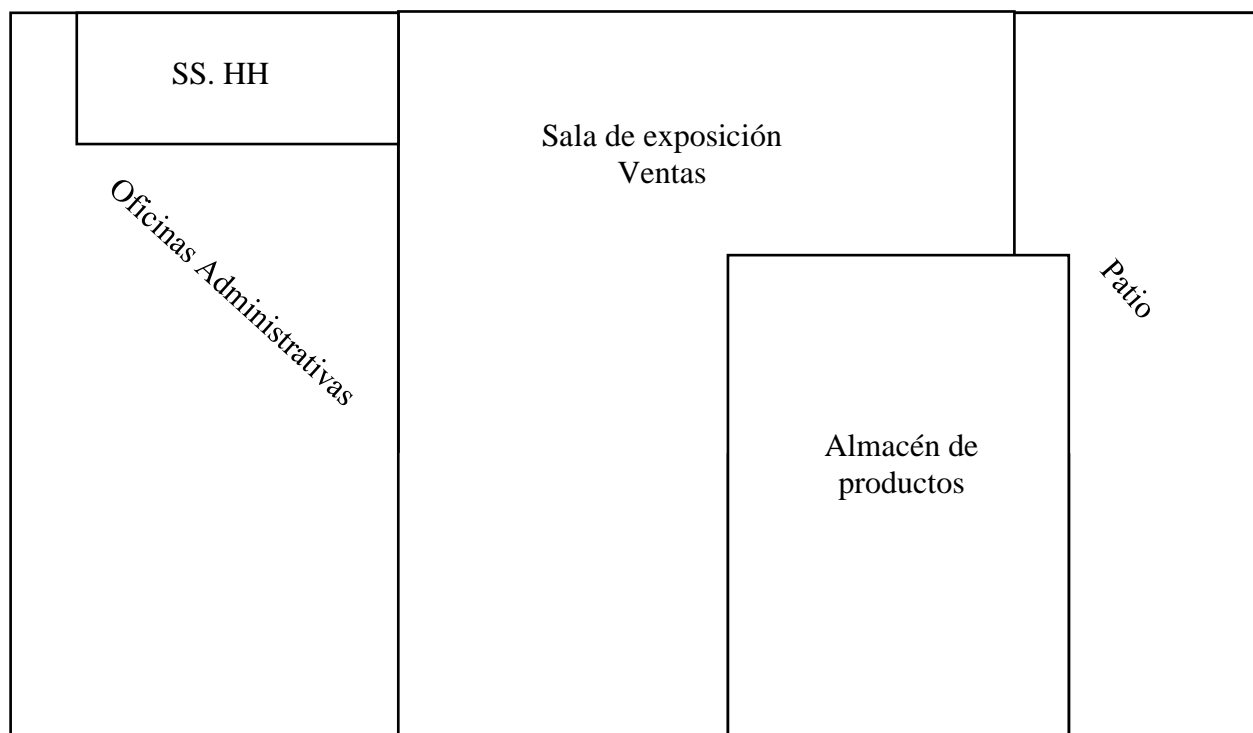 SS. HH
Sala de exposición
Ventas
Oficinas Administrativas
Patio
Almacén de
productos